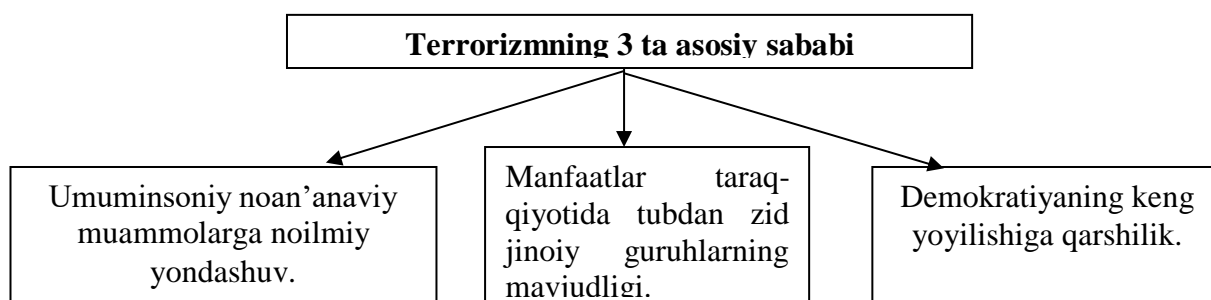 Terrorizmning 3 ta asosiy sababi
Umuminsoniy noan’anaviy
muammolarga noilmiy
yondashuv.
Manfaatlar taraq-
qiyotida tubdan zid
jinoiy guruhlarning
mavjudligi.
Demokratiyaning keng
yoyilishiga qarshilik.